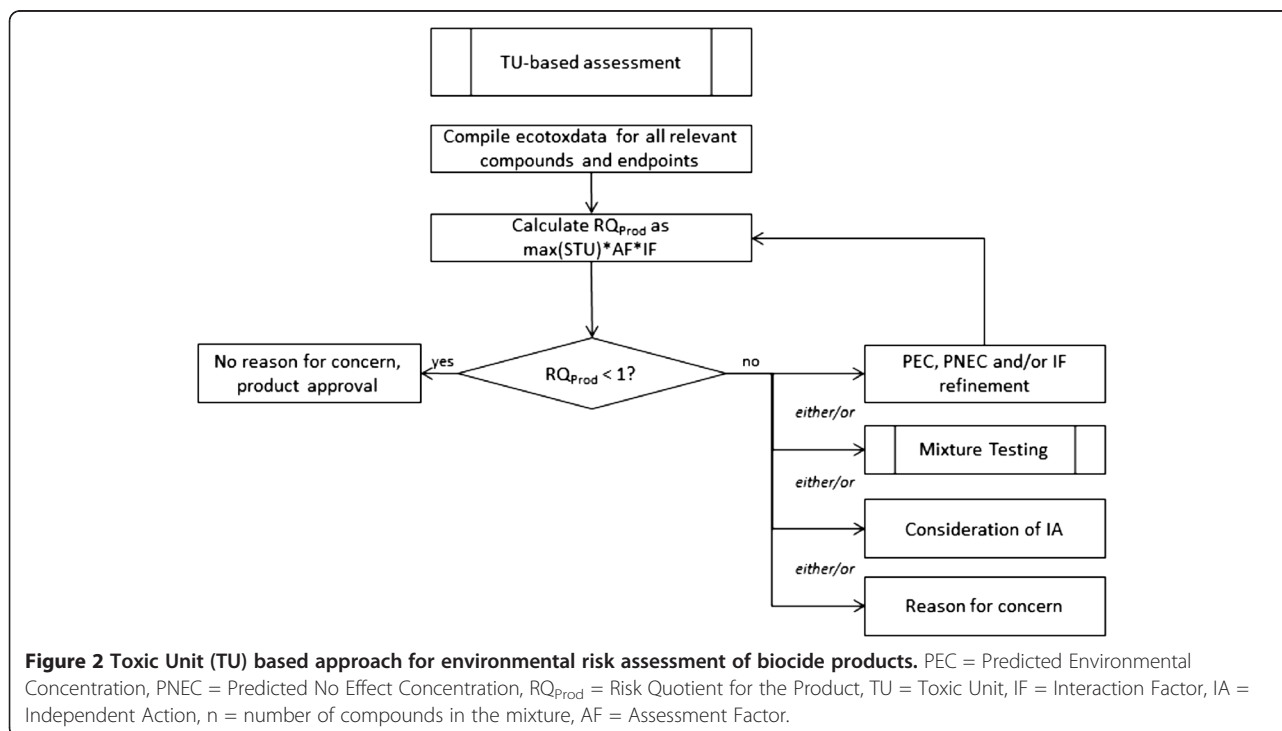 TU-based assessment
Compile ecotoxdata for all relevant
compounds and endpoints
Calculate RQProd as
max(STU)*AF*IF
No reason for concern,
product approval
yes
RQProd < 1?
no
PEC, PNEC and/or IF
refinement
either/or
Mixture Testing
either/or
Consideration of IA
either/or
Reason for concern
Figure 2 Toxic Unit (TU) based approach for environmental risk assessment of biocide products. PEC = Predicted Environmental
Concentration, PNEC = Predicted No Effect Concentration, RQProd = Risk Quotient for the Product, TU = Toxic Unit, IF = Interaction Factor, IA =
Independent Action, n = number of compounds in the mixture, AF = Assessment Factor.